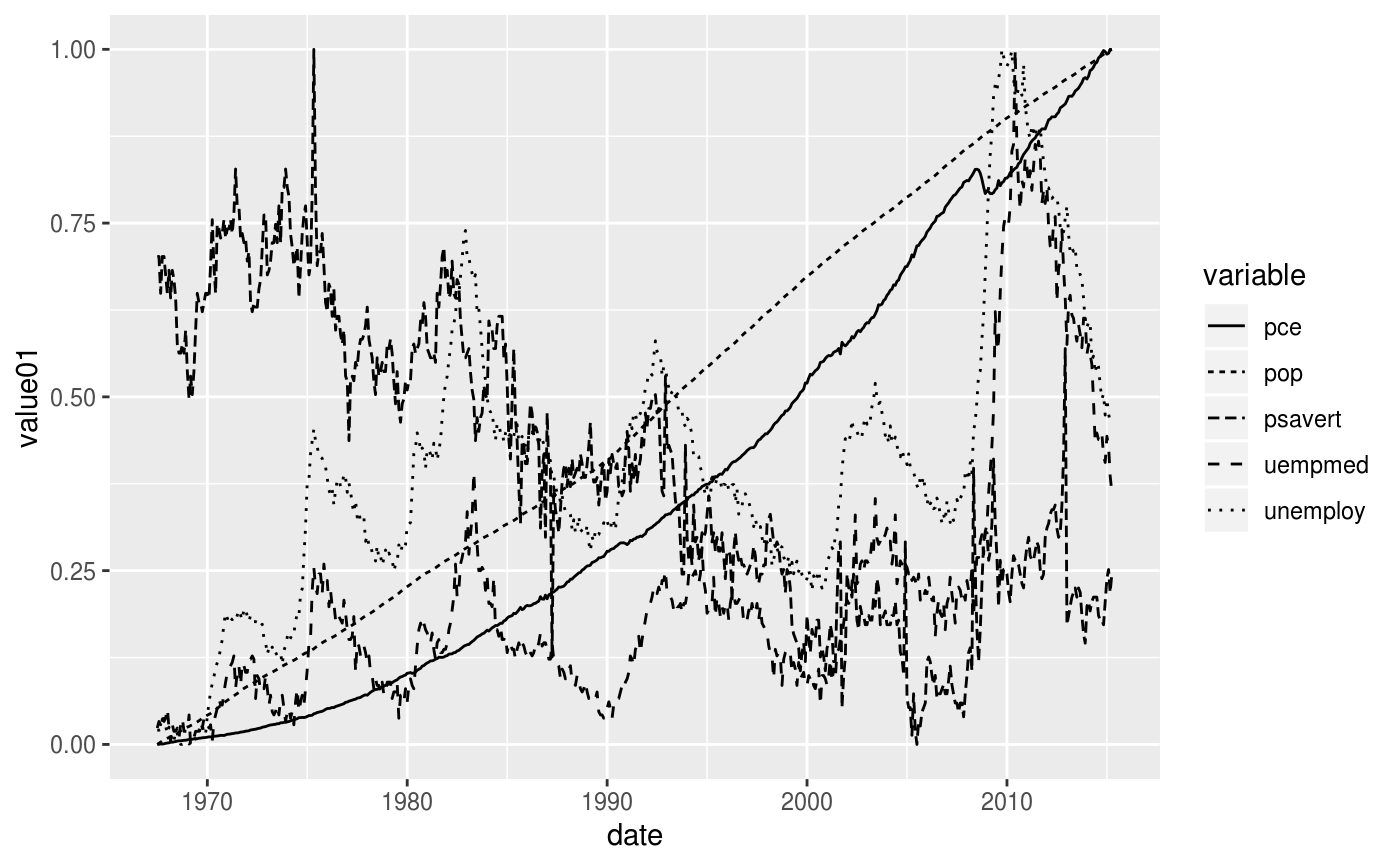 1.00
0.75
0.50
0.25
0.00
value01
1970 1980 1990 2000 2010
date
variable
pce
pop
psavert
uempmed
unemploy